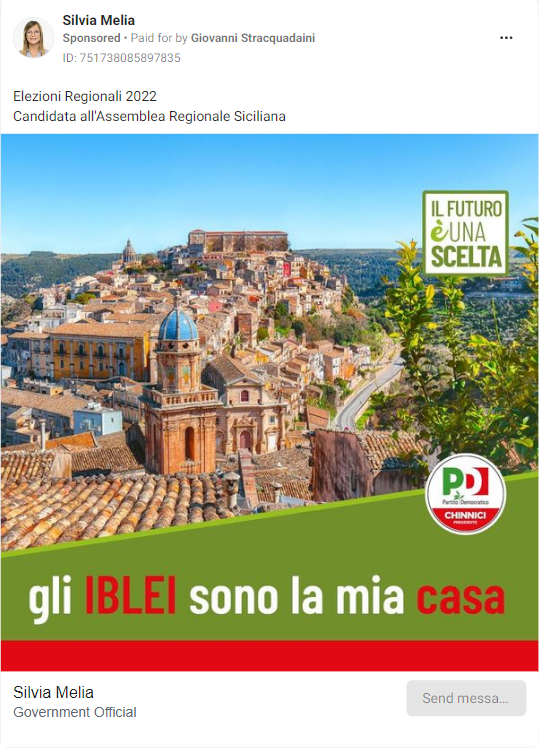 Silvia Melia
Sponsored • Paid for by Giovanni Stracquadaini
ID: 751738085897835
Elezioni Regionali 2022
Candidata all'Assemblea Regionale Siciliana
IL FUTURO
è UNA
SCELTA
PD
Partito Democratico
CHINNICI
PRESIDENTE
gli IBLEI sono la mia casa
Silvia Melia
Government Official
Send messa...